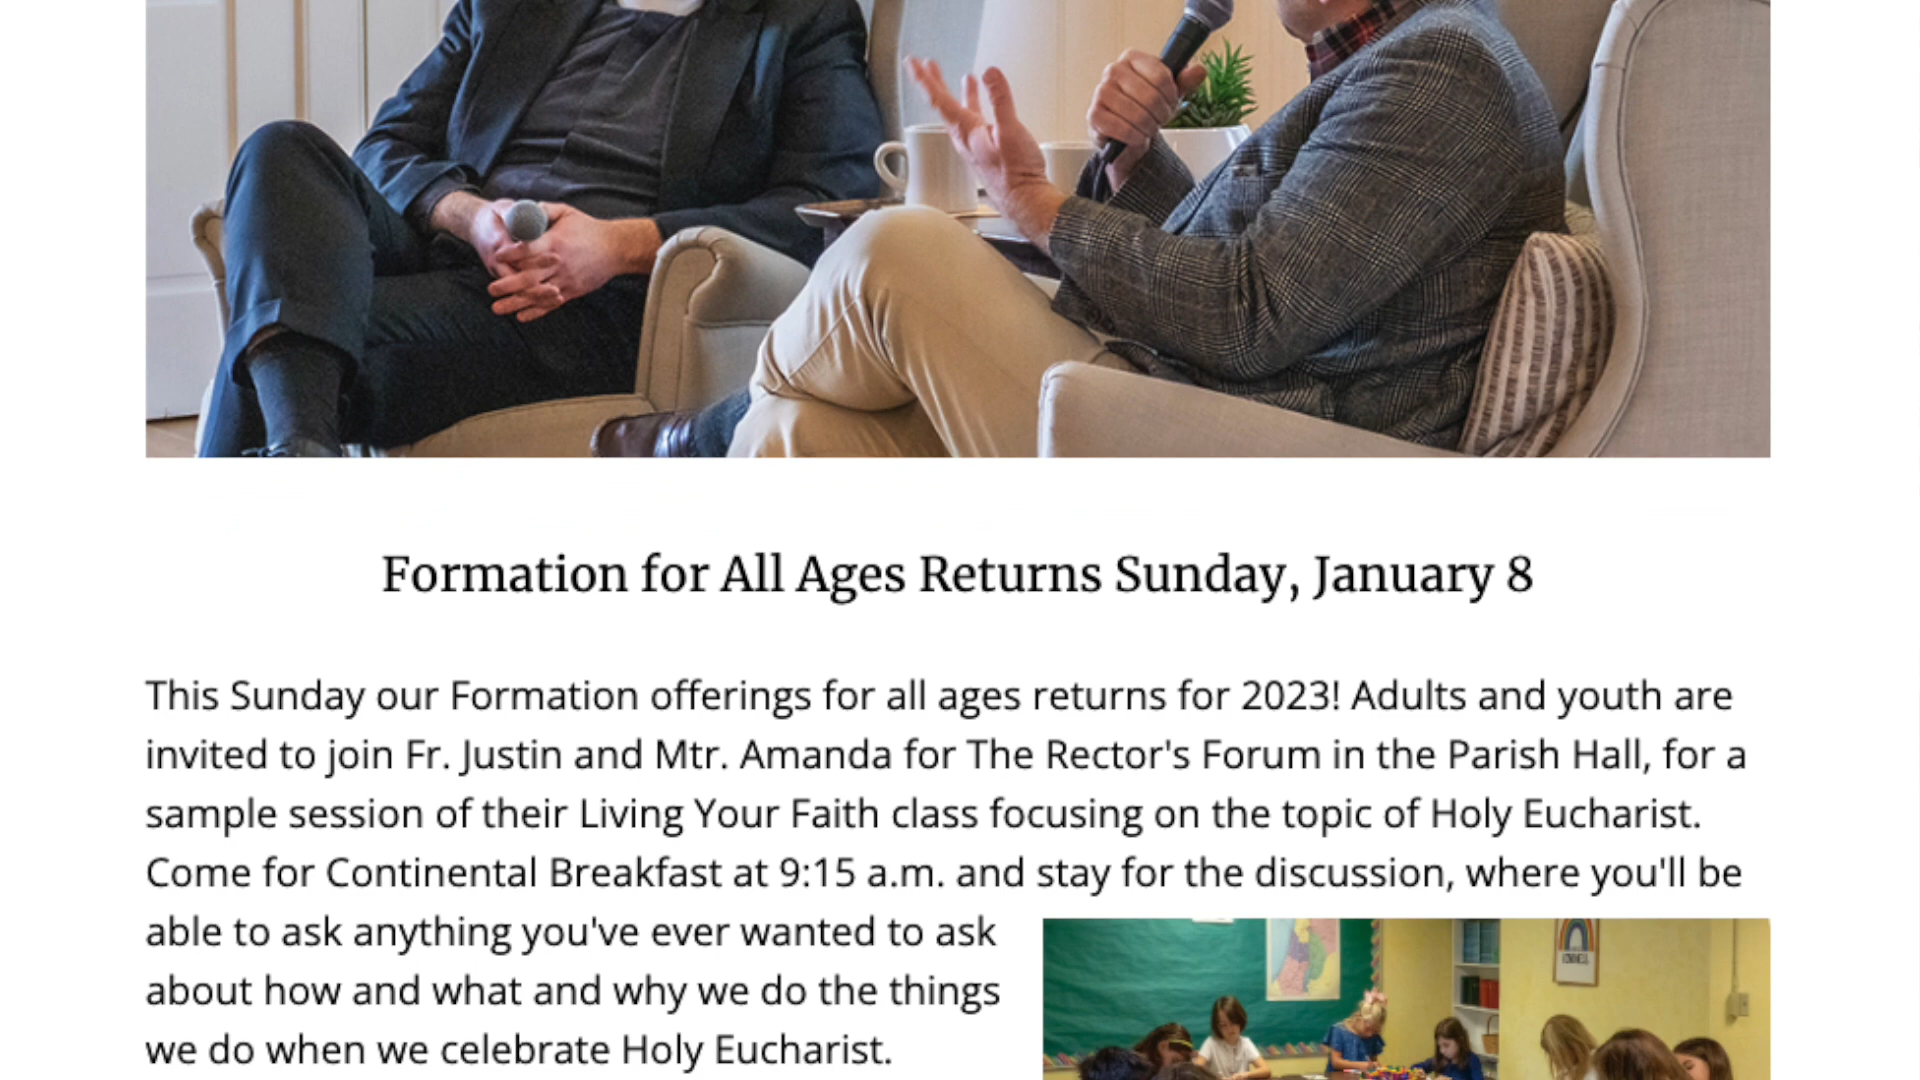 Formation for All Ages Returns Sunday, January 8
This Sunday our Formation offerings for all ages returns for 2023! Adults and youth are
invited to join Fr. Justin and Mtr. Amanda for The Rector's Forum in the Parish Hall, for a
sample session of their Living Your Faith class focusing on the topic of Holy Eucharist.
Come for Continental Breakfast at 9:15 a.m. and stay for the discussion, where you'll be
able to ask anything you've ever wanted to ask
about how and what and why we do the things
we do when we celebrate Holy Eucharist.